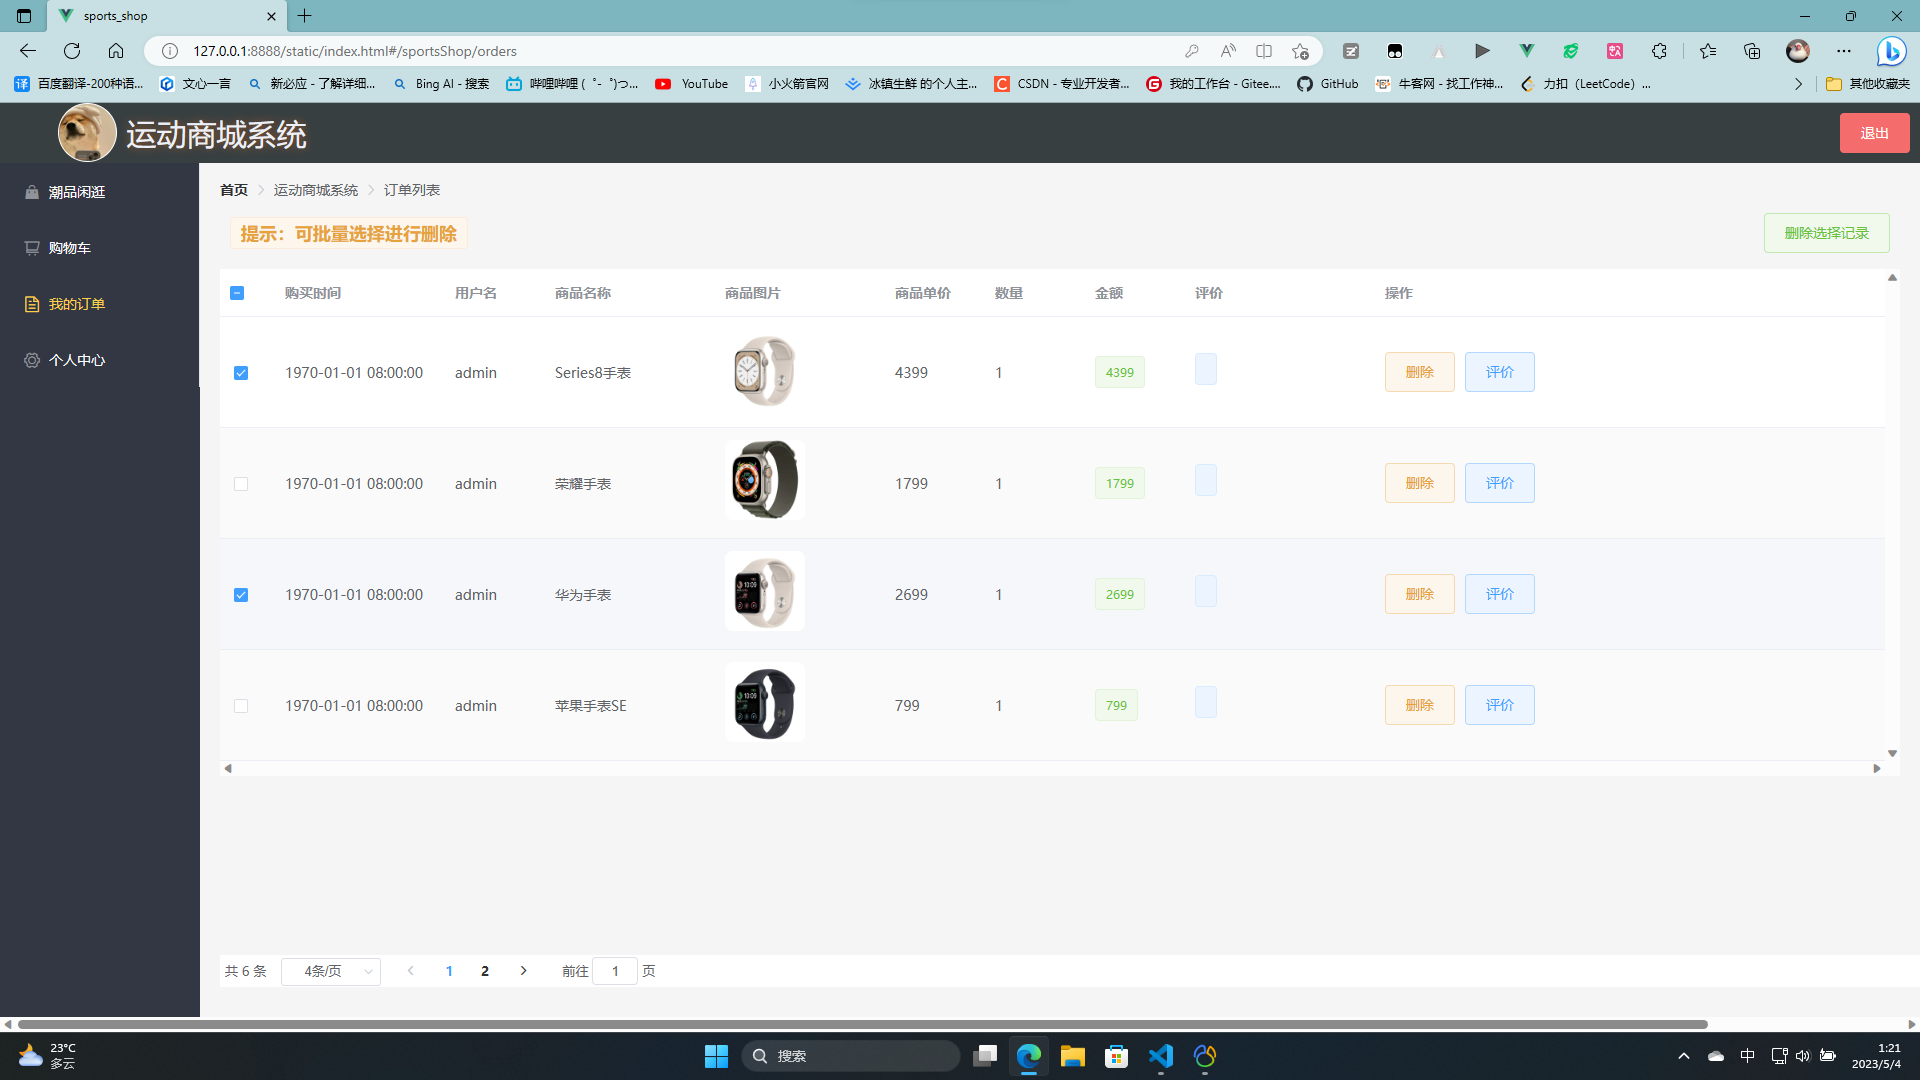 sports_shop
127.0.0.1:8888/static/index.html#/sportsShop/orders
译 百度翻译-200种语... 文心一言 新必应 - 了解详细... Bing AI - 搜索 哔哩哔哩 ( ゜- ゜)つ... YouTube 小火箭官网 冰镇生鲜 的个人主... CSDN - 专业开发者... 我的工作台 - Gitee.... GitHub 牛客网 - 找工作神... 力扣（LeetCode）... 其他收藏夹
运动商城系统
退出
潮品闲逛
购物车
我的订单
个人中心
首页 运动商城系统 订单列表
提示：可批量选择进行删除
删除选择记录
购买时间 用户名 商品名称 商品图片 商品单价 数量 金额 评价 操作
1970-01-01 08:00:00 admin Series8手表 4399 1 4399 删除 评价
1970-01-01 08:00:00 admin 荣耀手表 1799 1 1799 删除 评价
1970-01-01 08:00:00 admin 华为手表 2699 1 2699 删除 评价
1970-01-01 08:00:00 admin 苹果手表SE 799 1 799 删除 评价
共 6 条 4条/页 1 2 前往 1 页
23°C
多云
搜索
中
1:21
2023/5/4